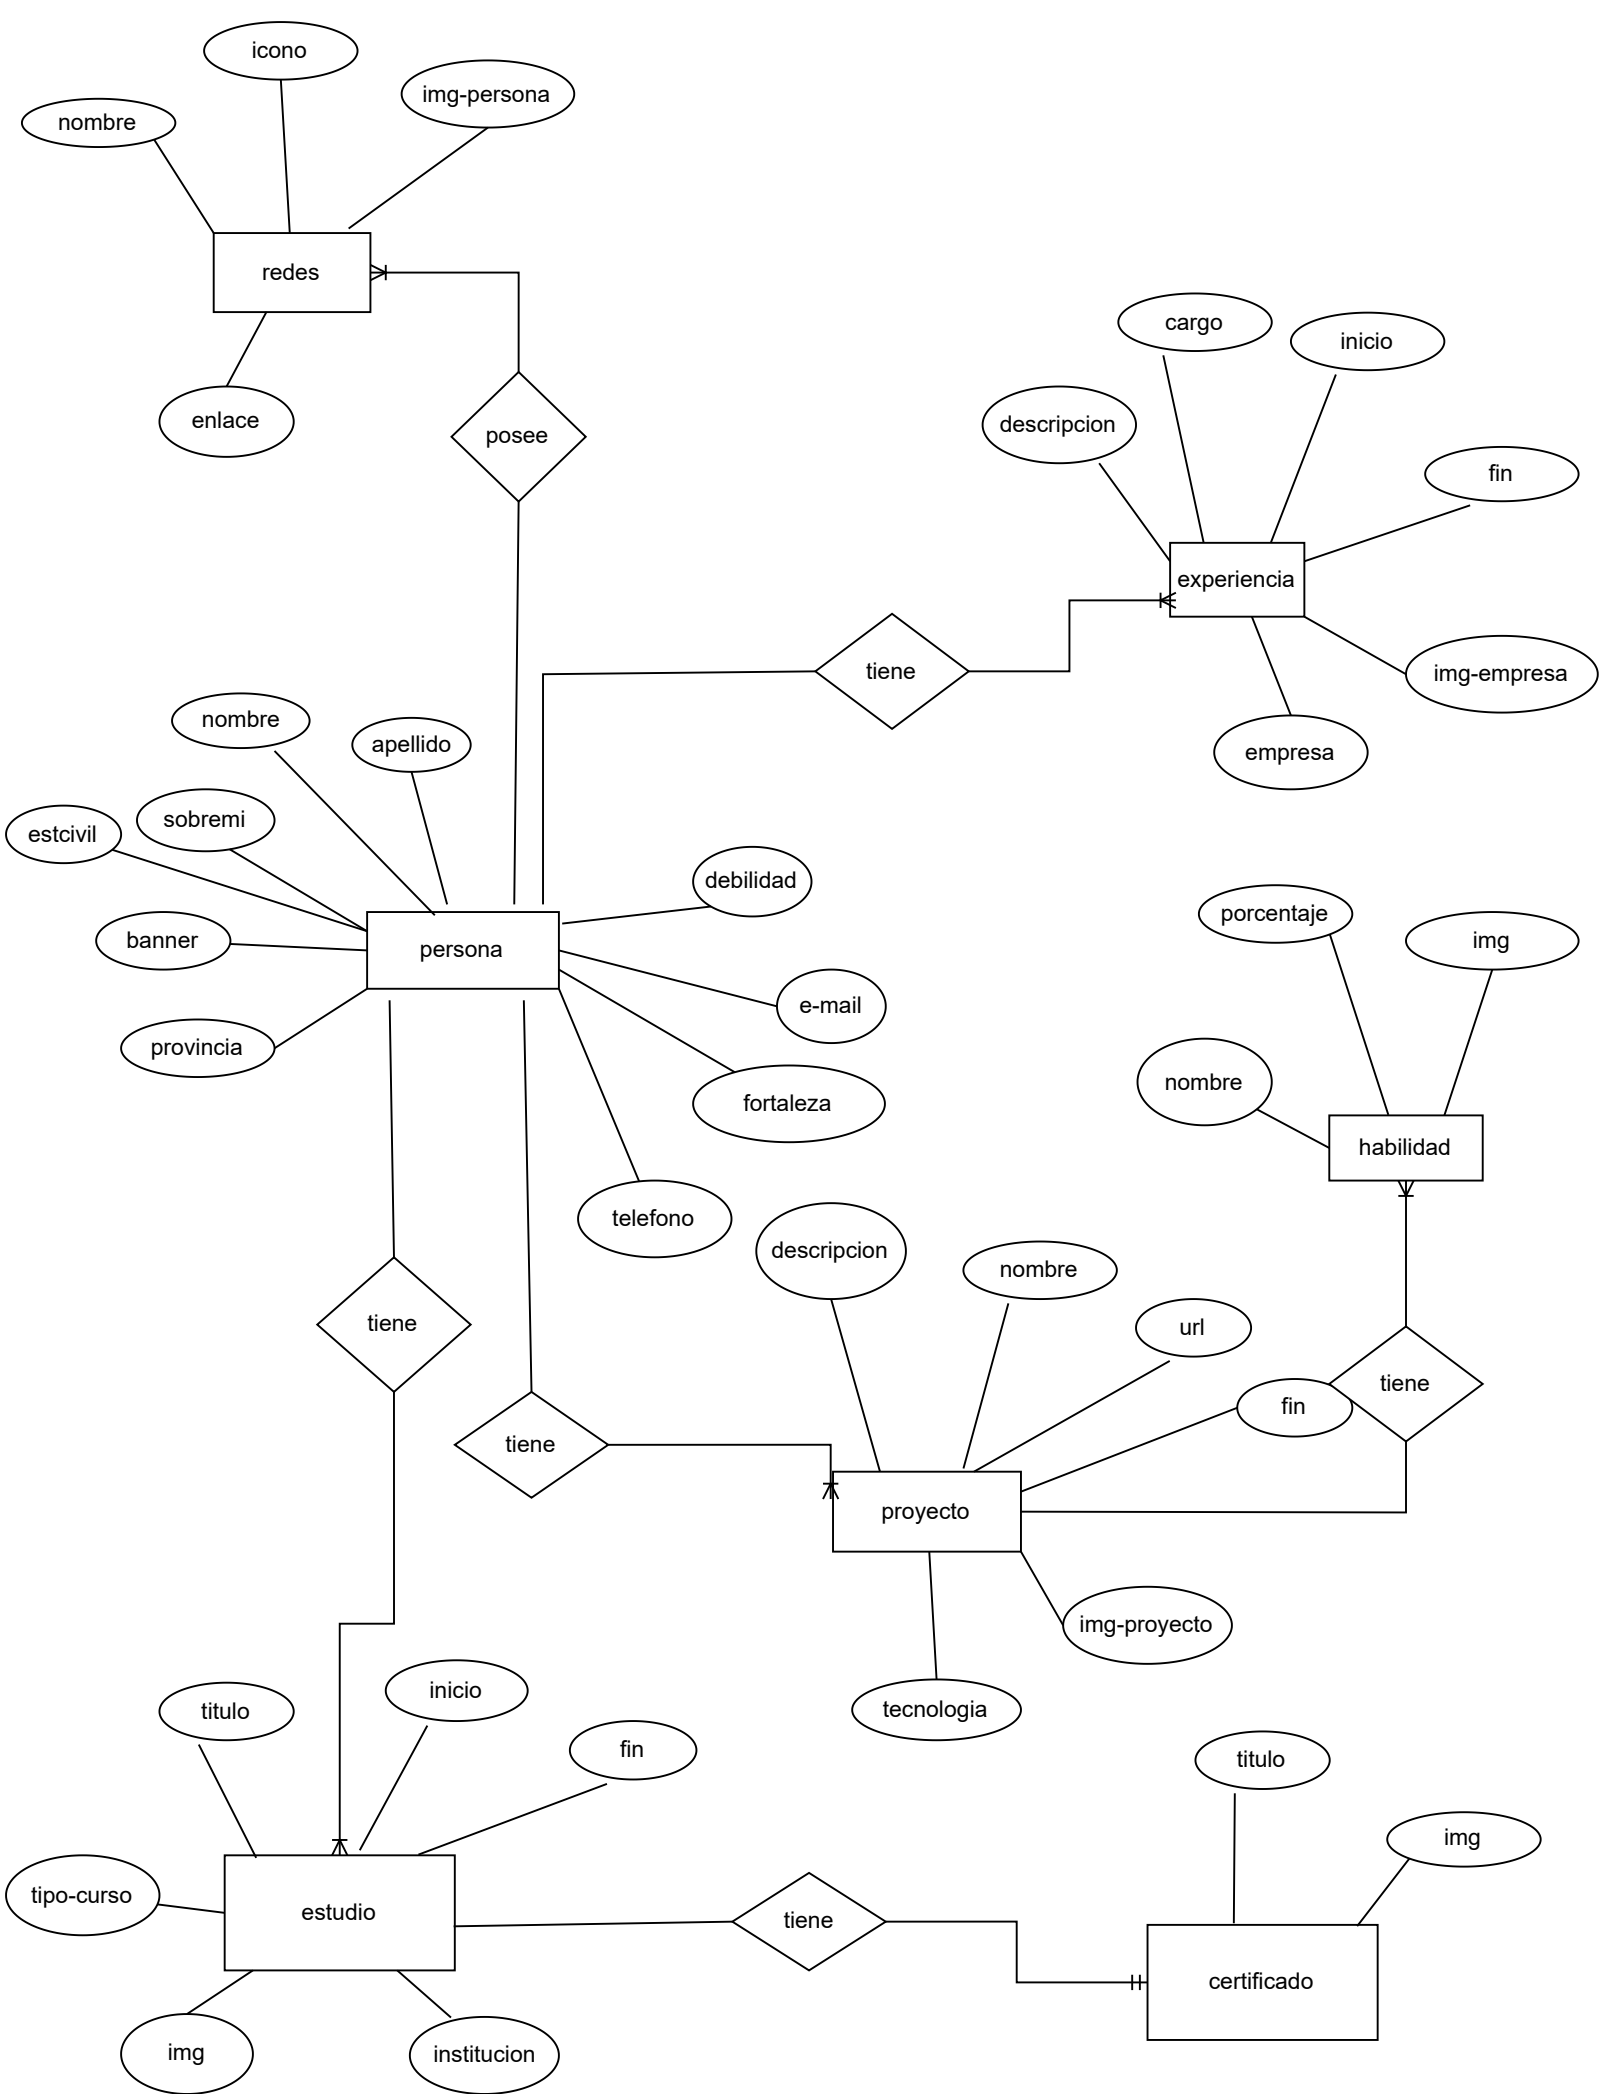 icono
img-persona
nombre
redes
enlace
posee
cargo
inicio
descripcion
fin
experiencia
img-empresa
empresa
tiene
nombre
apellido
sobremi
estcivil
banner
persona
provincia
debilidad
e-mail
fortaleza
telefono
porcentaje
img
nombre
habilidad
tiene
descripcion
nombre
url
fin
tiene
tiene
proyecto
img-proyecto
tecnologia
titulo
inicio
fin
tipo-curso
estudio
img
institucion
tiene
titulo
img
certificado